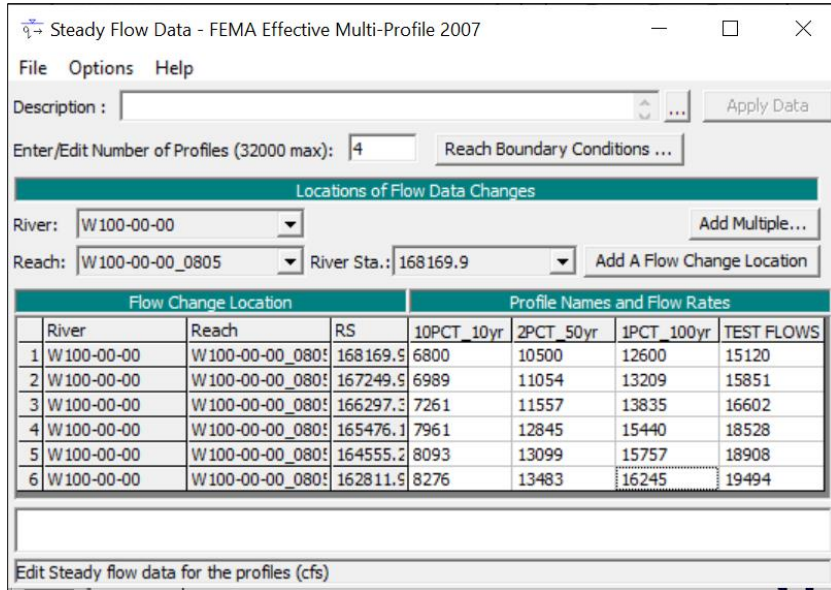 Steady Flow Data - FEMA Effective Multi-Profile 2007
File Options Help
Description : ... Apply Data
Enter/Edit Number of Profiles (32000 max): 4 Reach Boundary Conditions ...
Locations of Flow Data Changes
River: W100-00-00 Add Multiple...
Reach: W100-00-00_0805 River Sta.: 168169.9 Add A Flow Change Location
Flow Change Location Profile Names and Flow Rates
River Reach RS 10PCT_10yr 2PCT_50yr 1PCT_100yr TEST FLOWS
1 W100-00-00 W100-00-00_0805 168169.9 6800 10500 12600 15120
2 W100-00-00 W100-00-00_0805 167249.9 6989 11054 13209 15851
3 W100-00-00 W100-00-00_0805 166297.3 7261 11557 13835 16602
4 W100-00-00 W100-00-00_0805 165476.1 7961 12845 15440 18528
5 W100-00-00 W100-00-00_0805 164555.2 8093 13099 15757 18908
6 W100-00-00 W100-00-00_0805 162811.9 8276 13483 16245 19494
Edit Steady flow data for the profiles (cfs)